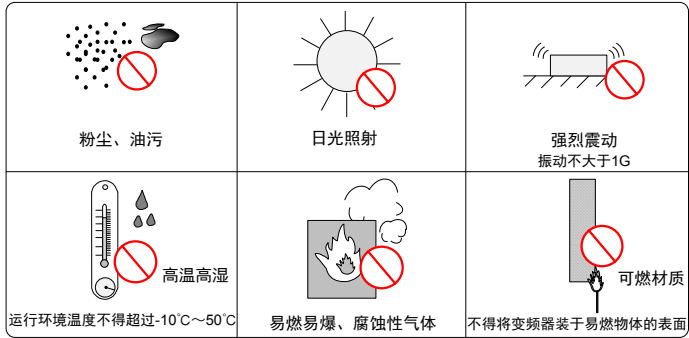 粉尘、油污
日光照射
强烈震动
振动不大于1G
高温高湿
运行环境温度不得超过-10℃～50℃
易燃易爆、腐蚀性气体
可燃材质
不得将变频器装于易燃物体的表面